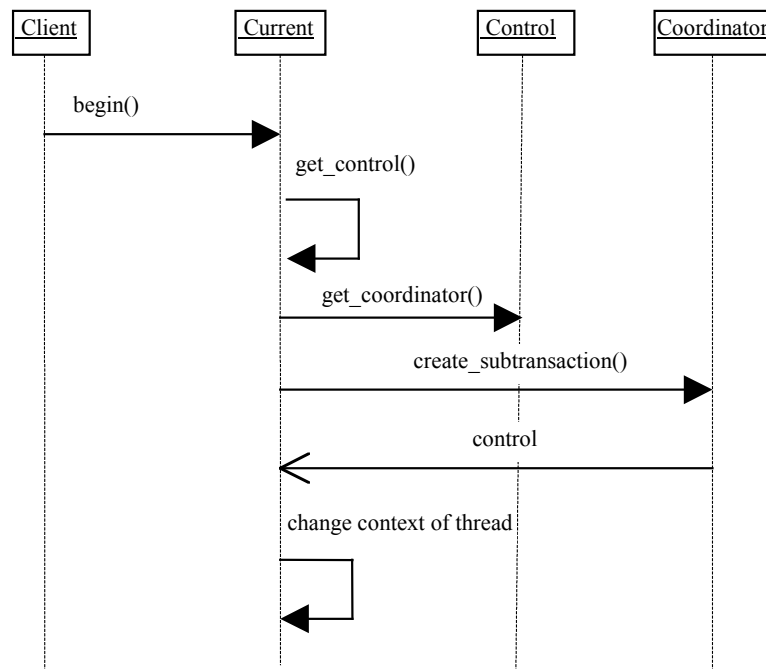 Client
Current
Control
Coordinator
begin()
get_control()
get_coordinator()
create_subtransaction()
control
change context of thread